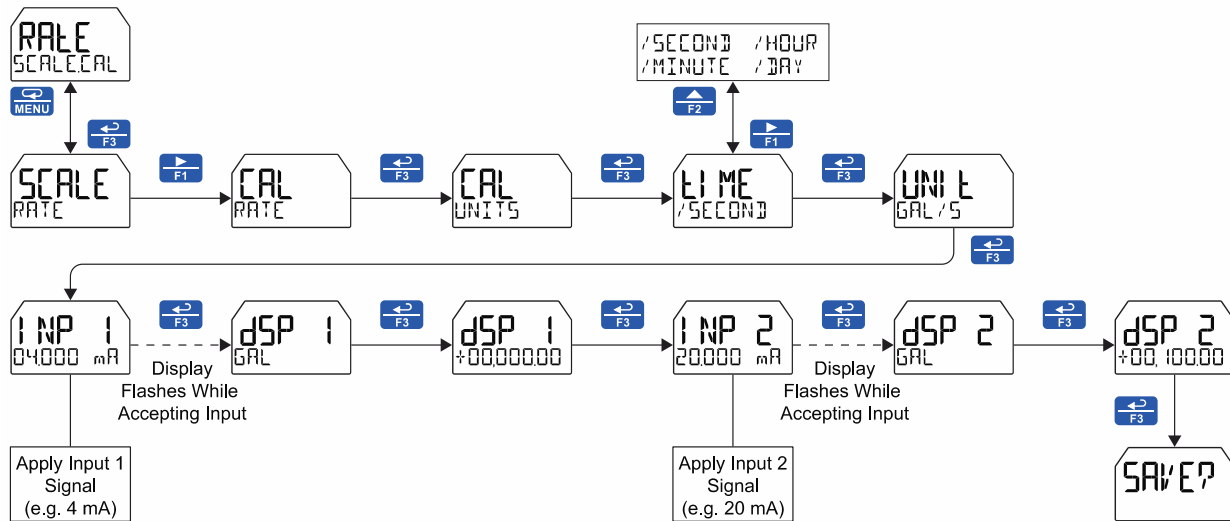 RAtE
SCALE.CAL
MENU
F3
/SECOND /HOUR
/MINUTE /DAY
F2
F1
SCALE
RATE
F1
CAL
RATE
F3
CAL
UNITS
F3
tIME
/SECOND
F3
UNIt
GAL/S
F3
INP 1
04.000 mA
F3
Display
Flashes While
Accepting Input
dSP 1
GAL
F3
dSP 1
+00,000.00
F3
INP 2
20.000 mA
F3
Display
Flashes While
Accepting Input
dSP 2
GAL
F3
dSP 2
+00,100.00
F3
Apply Input 1
Signal
(e.g. 4 mA)
Apply Input 2
Signal
(e.g. 20 mA)
SAVE?